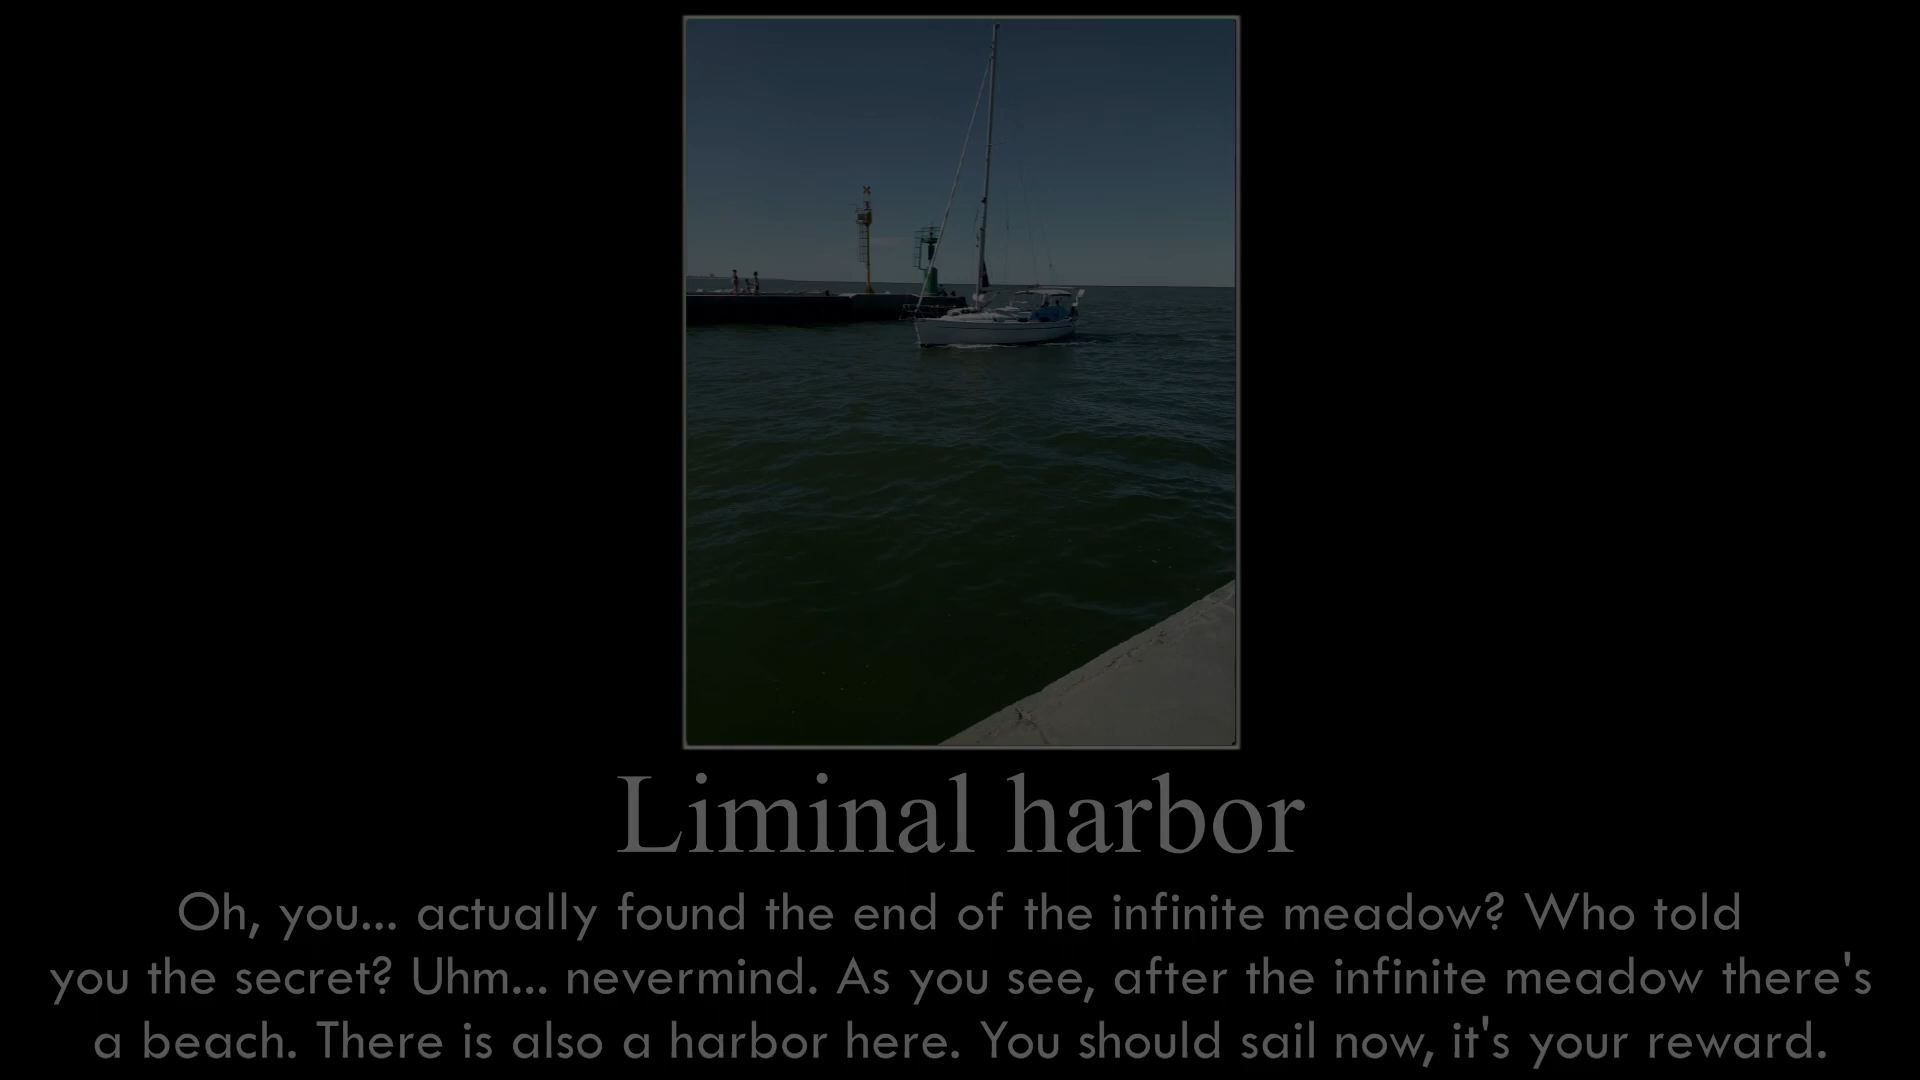 Liminal harbor
Oh, you... actually found the end of the infinite meadow? Who told
you the secret? Uhm... nevermind. As you see, after the infinite meadow there's
a beach. There is also a harbor here. You should sail now, it's your reward.